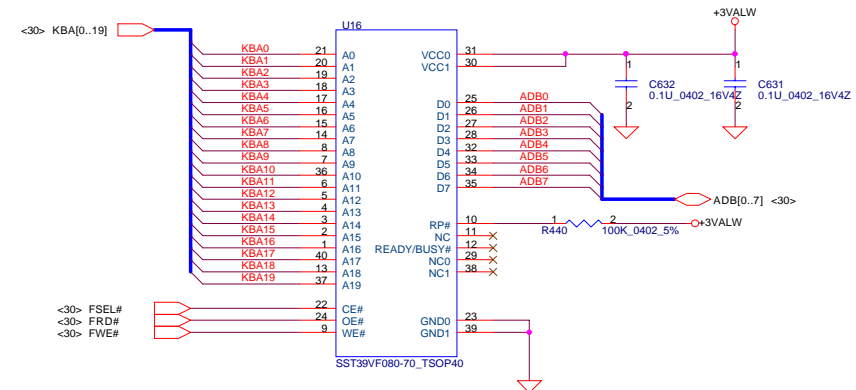 +3VALW
U16
<30> KBA[0..19]
KBA0 21 A0
KBA1 20 A1
KBA2 19 A2
KBA3 18 A3
KBA4 17 A4
KBA5 16 A5
KBA6 15 A6
KBA7 14 A7
KBA8 8 A8
KBA9 7 A9
KBA10 36 A10
KBA11 6 A11
KBA12 5 A12
KBA13 4 A13
KBA14 3 A14
KBA15 2 A15
KBA16 1 A16
KBA17 40 A17
KBA18 13 A18
KBA19 37 A19
<30> FSEL# 22 CE#
<30> FRD# 24 OE#
<30> FWE# 9 WE#
VCC0 31
VCC1 30
D0 25 ADB0
D1 26 ADB1
D2 27 ADB2
D3 28 ADB3
D4 32 ADB4
D5 33 ADB5
D6 34 ADB6
D7 35 ADB7
RP# 10
NC 11
READY/BUSY# 12
NC0 29
NC1 38
GND0 23
GND1 39
SST39VF080-70_TSOP40
1
C632
0.1U_0402_16V4Z
2
1
C631
0.1U_0402_16V4Z
2
ADB[0..7] <30>
1 2 +3VALW
R440 100K_0402_5%